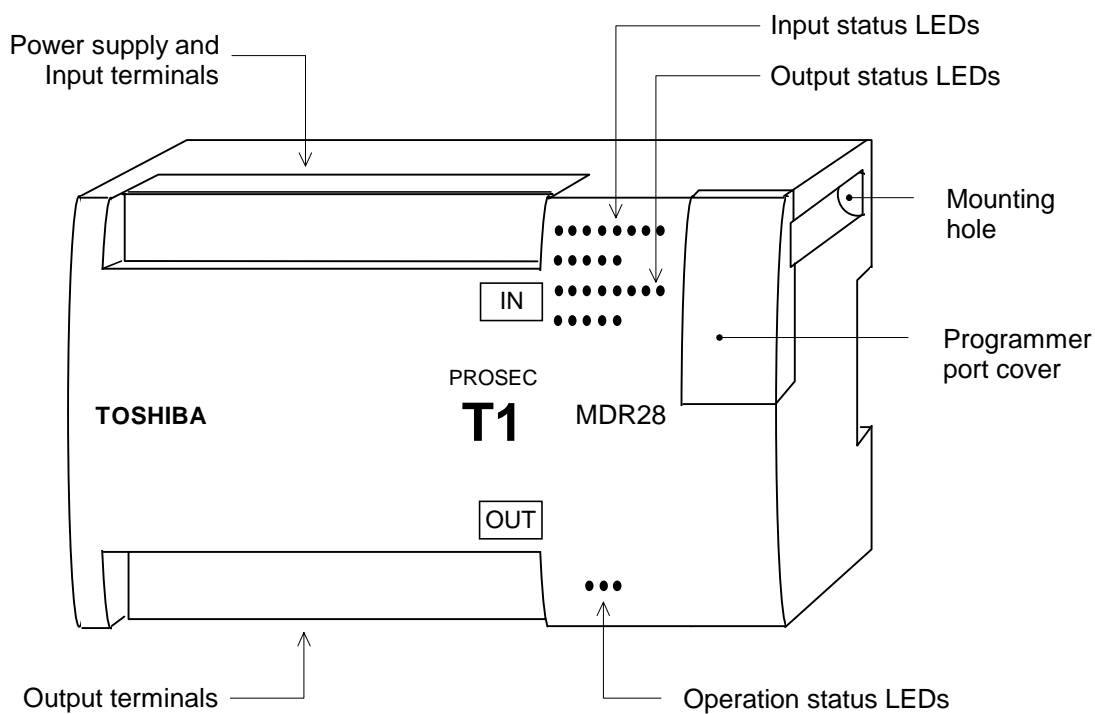 Input status LEDs
Power supply and
Input terminals
Output status LEDs
Mounting
hole
IN
Programmer
port cover
PROSEC
TOSHIBA
T1
MDR28
OUT
Output terminals
Operation status LEDs